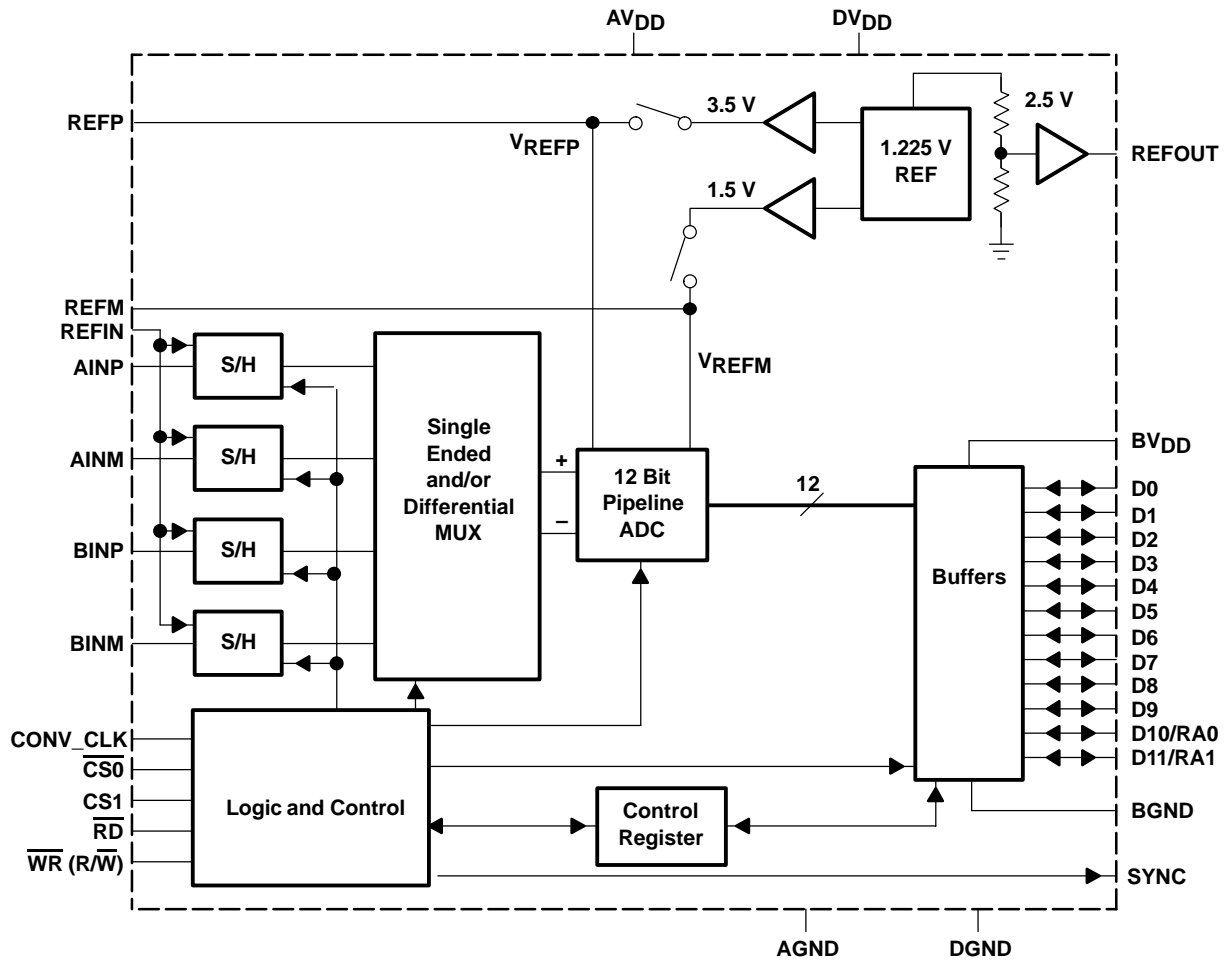 AVDD
DVDD
REFP
3.5 V
2.5 V
VREFP
1.225 V
REF
REFOUT
1.5 V
REFM
REFIN
AINP
S/H
VREFM
AINM
S/H
BINP
S/H
BINM
S/H
Single
Ended
and/or
Differential
MUX
+
−
12 Bit
Pipeline
ADC
12
Buffers
BVDD
D0
D1
D2
D3
D4
D5
D6
D7
D8
D9
D10/RA0
D11/RA1
BGND
CONV_CLK
C̅S̅0̅
CS1
R̅D̅
W̅R̅ (R/W̅)
Logic and Control
Control
Register
SYNC
AGND
DGND